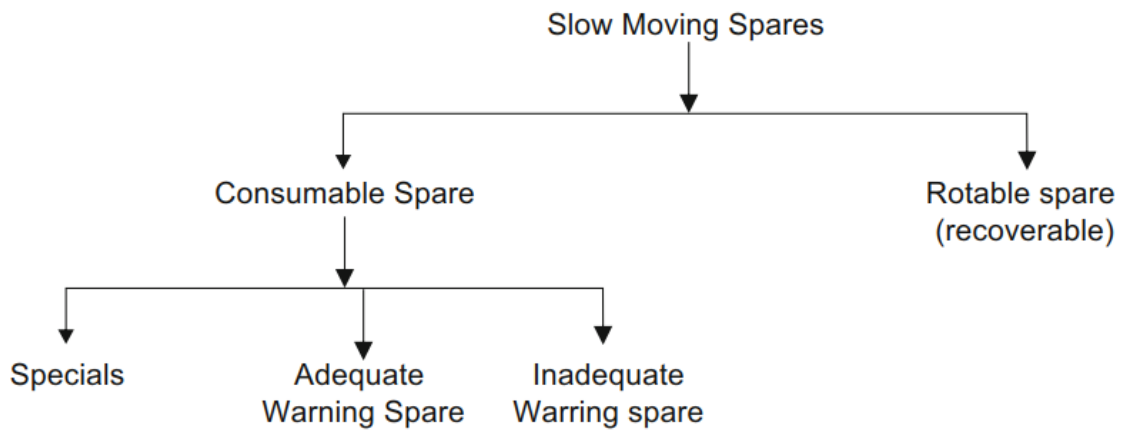 Slow Moving Spares
Consumable Spare
Rotable spare
(recoverable)
Specials
Adequate
Warning Spare
Inadequate
Warring spare